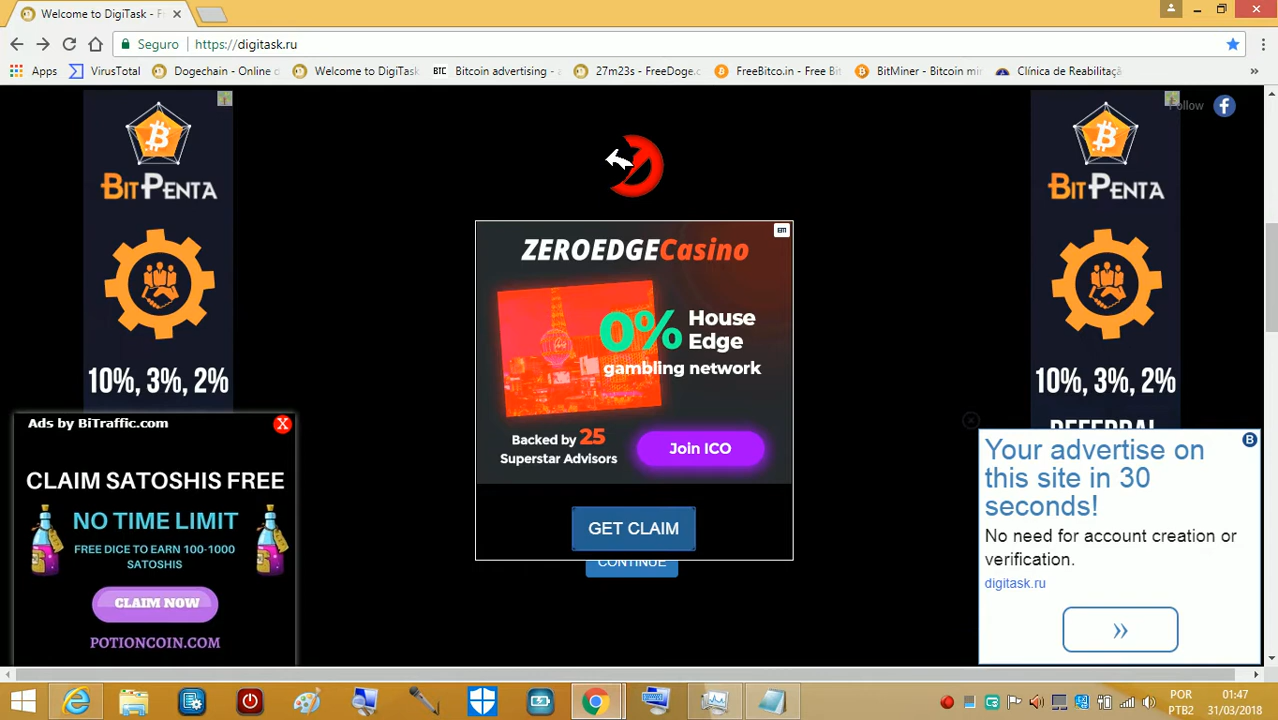 Welcome to DigiTask - F
Seguro
https://digitask.ru
Apps
VirusTotal
Dogechain - Online d
Welcome to DigiTask
BTC
Bitcoin advertising - a
27m23s - FreeDoge.c
FreeBitco.in - Free Bit
BitMiner - Bitcoin min
Clínica de Reabilitaçã
»
BITPENTA
10%, 3%, 2%
Ads by BiTraffic.com
X
CLAIM SATOSHIS FREE
NO TIME LIMIT
FREE DICE TO EARN 100-1000
SATOSHIS
CLAIM NOW
POTIONCOIN.COM
ZEROEDGECasino
0% House
Edge
gambling network
Backed by 25
Superstar Advisors
Join ICO
GET CLAIM
CONTINUE
Follow
f
BITPENTA
10%, 3%, 2%
REFERRAL
Your advertise on
this site in 30
seconds!
B
No need for account creation or
verification.
digitask.ru
»
POR
PTB2
01:47
31/03/2018